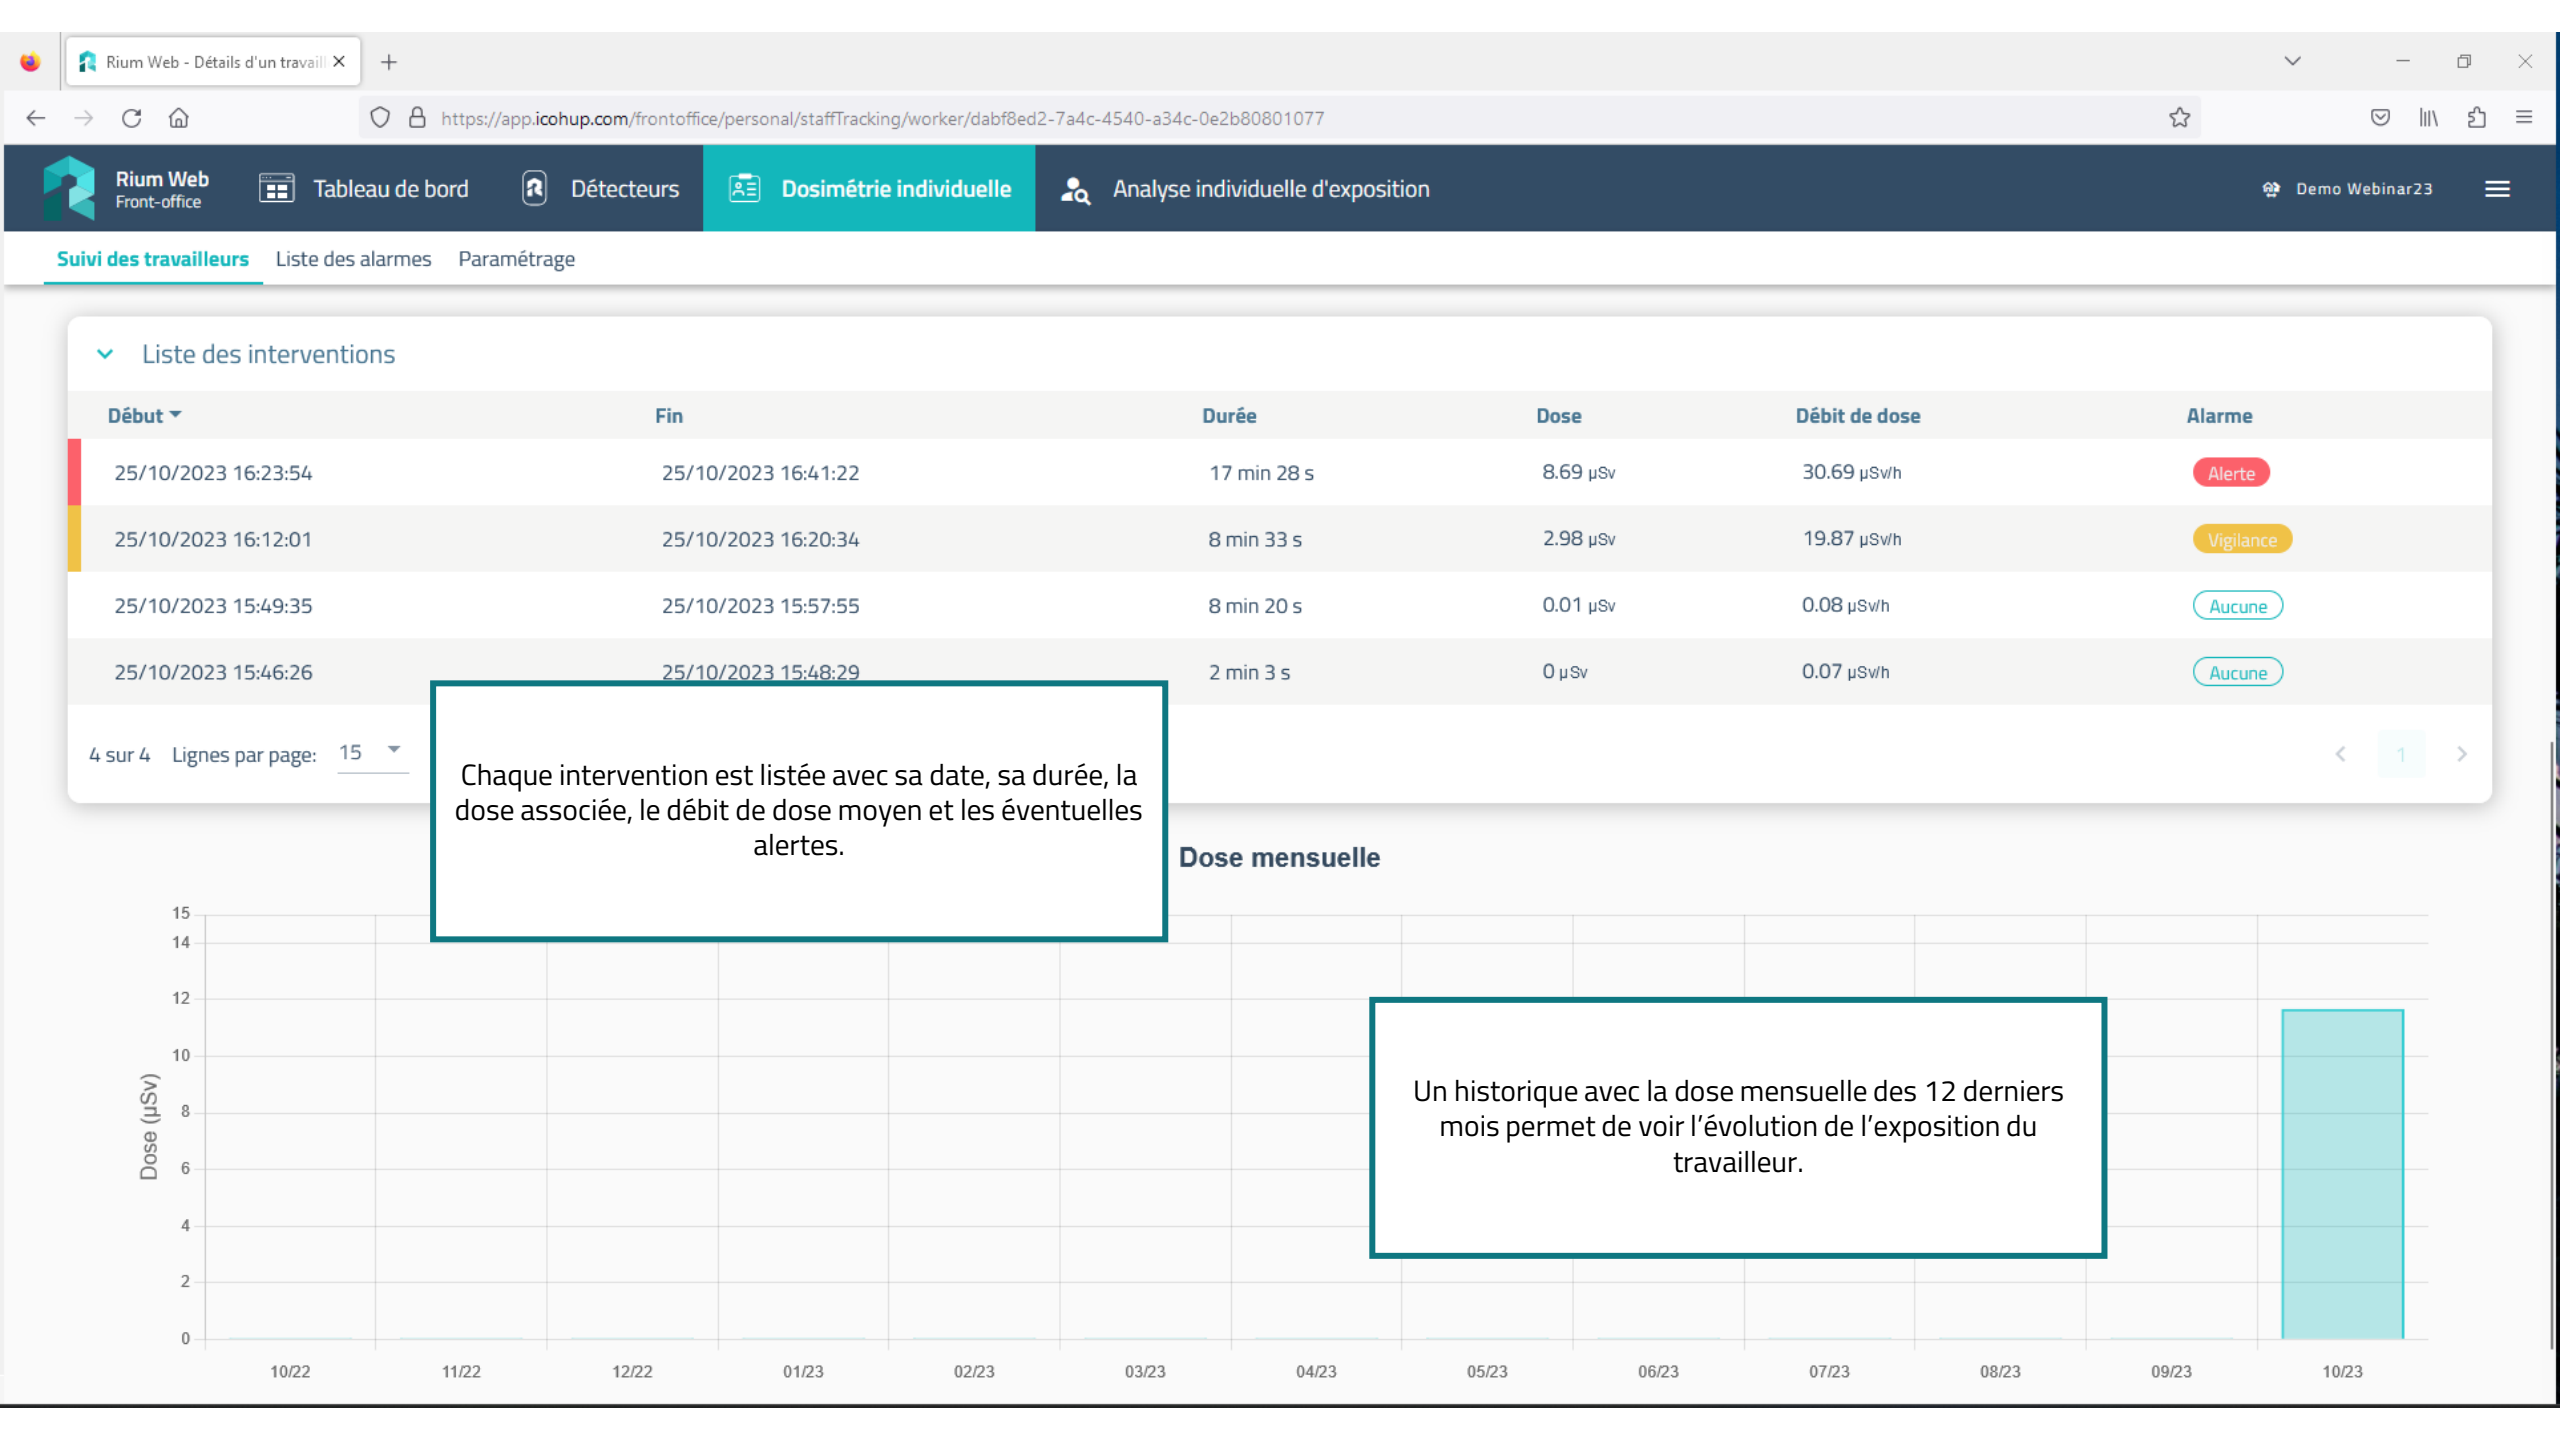 Rium Web - Détails d'un travaill
https://app.icohup.com/frontoffice/personal/staffTracking/worker/dabf8ed2-7a4c-4540-a34c-0e2b80801077
Rium Web
Front-office
Tableau de bord
Détecteurs
Dosimétrie individuelle
Analyse individuelle d'exposition
Demo Webinar23
Suivi des travailleurs Liste des alarmes Paramétrage
Liste des interventions
Début Fin Durée Dose Débit de dose Alarme
25/10/2023 16:23:54 25/10/2023 16:41:22 17 min 28 s 8.69 µSv 30.69 µSv/h Alerte
25/10/2023 16:12:01 25/10/2023 16:20:34 8 min 33 s 2.98 µSv 19.87 µSv/h Vigilance
25/10/2023 15:49:35 25/10/2023 15:57:55 8 min 20 s 0.01 µSv 0.08 µSv/h Aucune
25/10/2023 15:46:26 25/10/2023 15:48:29 2 min 3 s 0 µSv 0.07 µSv/h Aucune
4 sur 4 Lignes par page: 15
1
Chaque intervention est listée avec sa date, sa durée, la
dose associée, le débit de dose moyen et les éventuelles
alertes.
Dose mensuelle
15
14
12
10
8
6
4
2
0
Dose (µSv)
Un historique avec la dose mensuelle des 12 derniers
mois permet de voir l’évolution de l’exposition du
travailleur.
10/22 11/22 12/22 01/23 02/23 03/23 04/23 05/23 06/23 07/23 08/23 09/23 10/23